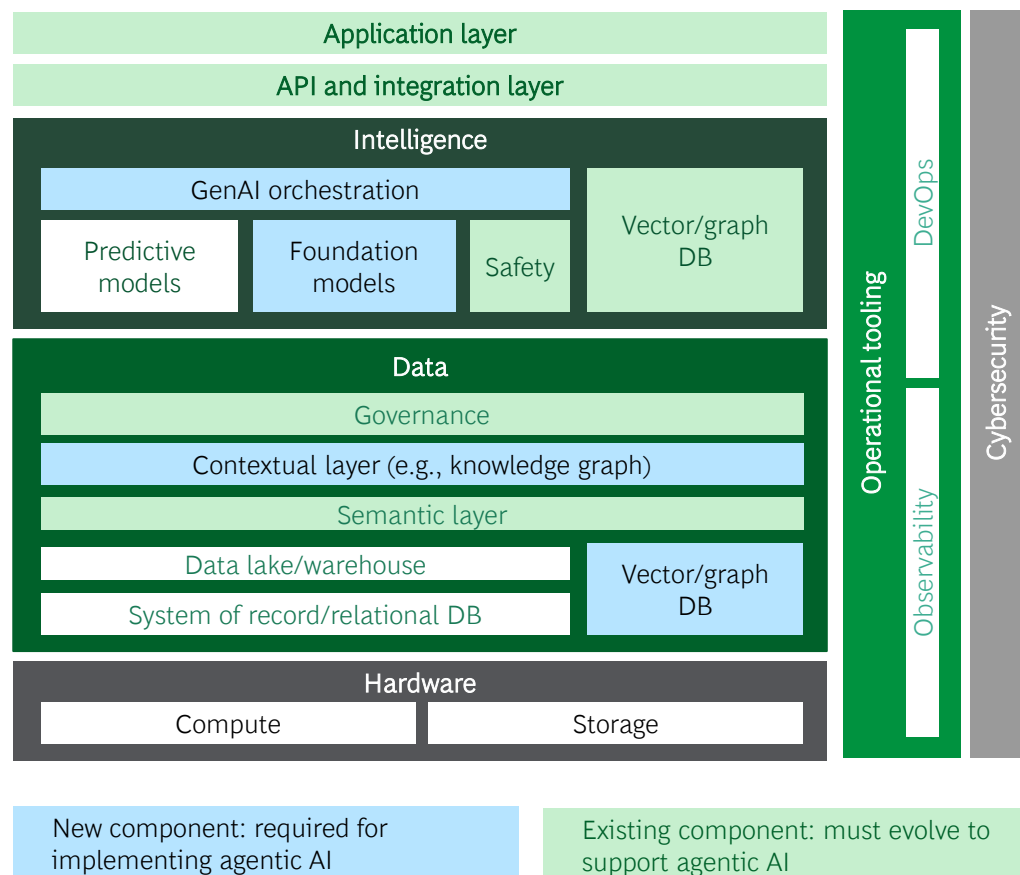 Application layer
API and integration layer
Intelligence
GenAI orchestration
Predictive
models
Foundation
models
Safety
Vector/graph
DB
Data
Governance
Contextual layer (e.g., knowledge graph)
Semantic layer
Data lake/warehouse
System of record/relational DB
Vector/graph
DB
Hardware
Compute
Storage
Operational tooling
DevOps
Observability
Cybersecurity
New component: required for
implementing agentic AI
Existing component: must evolve to
support agentic AI